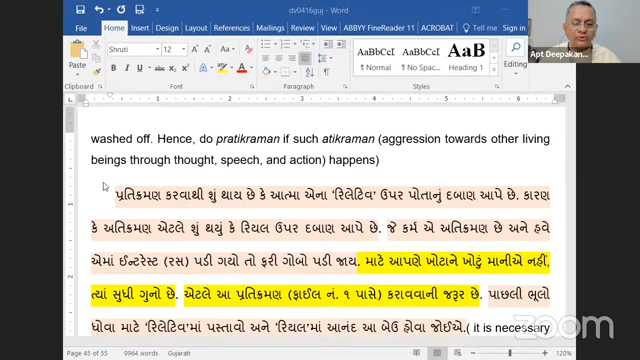 dv0416guj - Word
File
Home
Insert
Design
Layout
References
Mailings
Review
View
ABBYY FineReader 11
ACROBAT
Tell me
Share
Paste
Clipboard
Shruti
12
Font
Paragraph
AaBbCcI
¶ Normal
AaBbCcI
¶ No Spac...
AaBb
Heading 1
Styles
Editing
Apt Deepakan...
washed off. Hence, do pratikraman if such atikraman (aggression towards other living
beings through thought, speech, and action) happens)
પ્રતિક્રમણ કરવાથી શું થાય છે કે આત્મા એના ‘રિલેટિવ’ ઉપર પોતાનું દબાણ આપે છે. કારણ
કે અતિક્રમણ એટલે શું થયું કે રિયલ ઉપર દબાણ આપે છે. જે કર્મ એ અતિક્રમણ છે અને હવે
એમાં ઈન્ટરેસ્ટ (રસ) પડી ગયો તો ફરી ગોબો પડી જાય. માટે આપણે ખોટાને ખોટું માનીએ નહીં,
ત્યાં સુધી ગુનો છે. એટલે આ પ્રતિક્રમણ (ફાઈલ નં. ૧ પાસે) કરાવવાની જરૂર છે. પાછલી ભૂલો
ધોવા માટે ‘રિલેટિવ’માં પસ્તાવો અને ‘રિયલ’માં આનંદ આ બેઉ હોવા જોઈએ.( it is necessary
PAGE 45 OF 55
9964 WORDS
GUJARATI
zoom